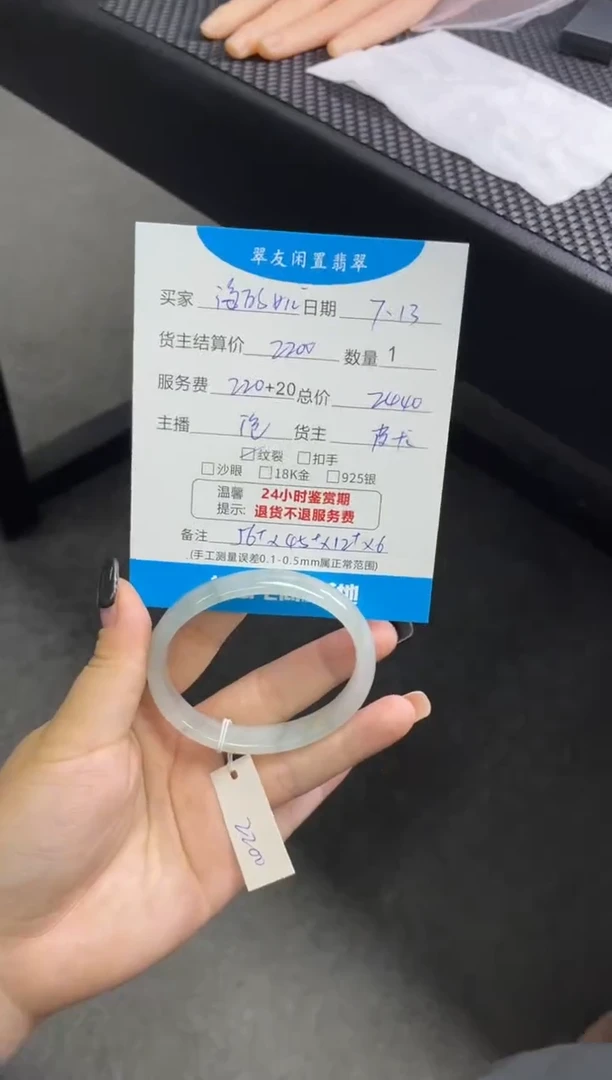 翠友闲置翡翠
买家 日期 7.13
货主结算价 2200 数量 1
服务费 220+20 总价 2440
主播 货主
☑纹裂 ☐扣手
☐沙眼 ☐18K金 ☐925银
温馨 24小时鉴赏期
提示: 退货不退服务费
备注 56+x45+x12+x6
(手工测量误差0.1-0.5mm属正常范围)
2200